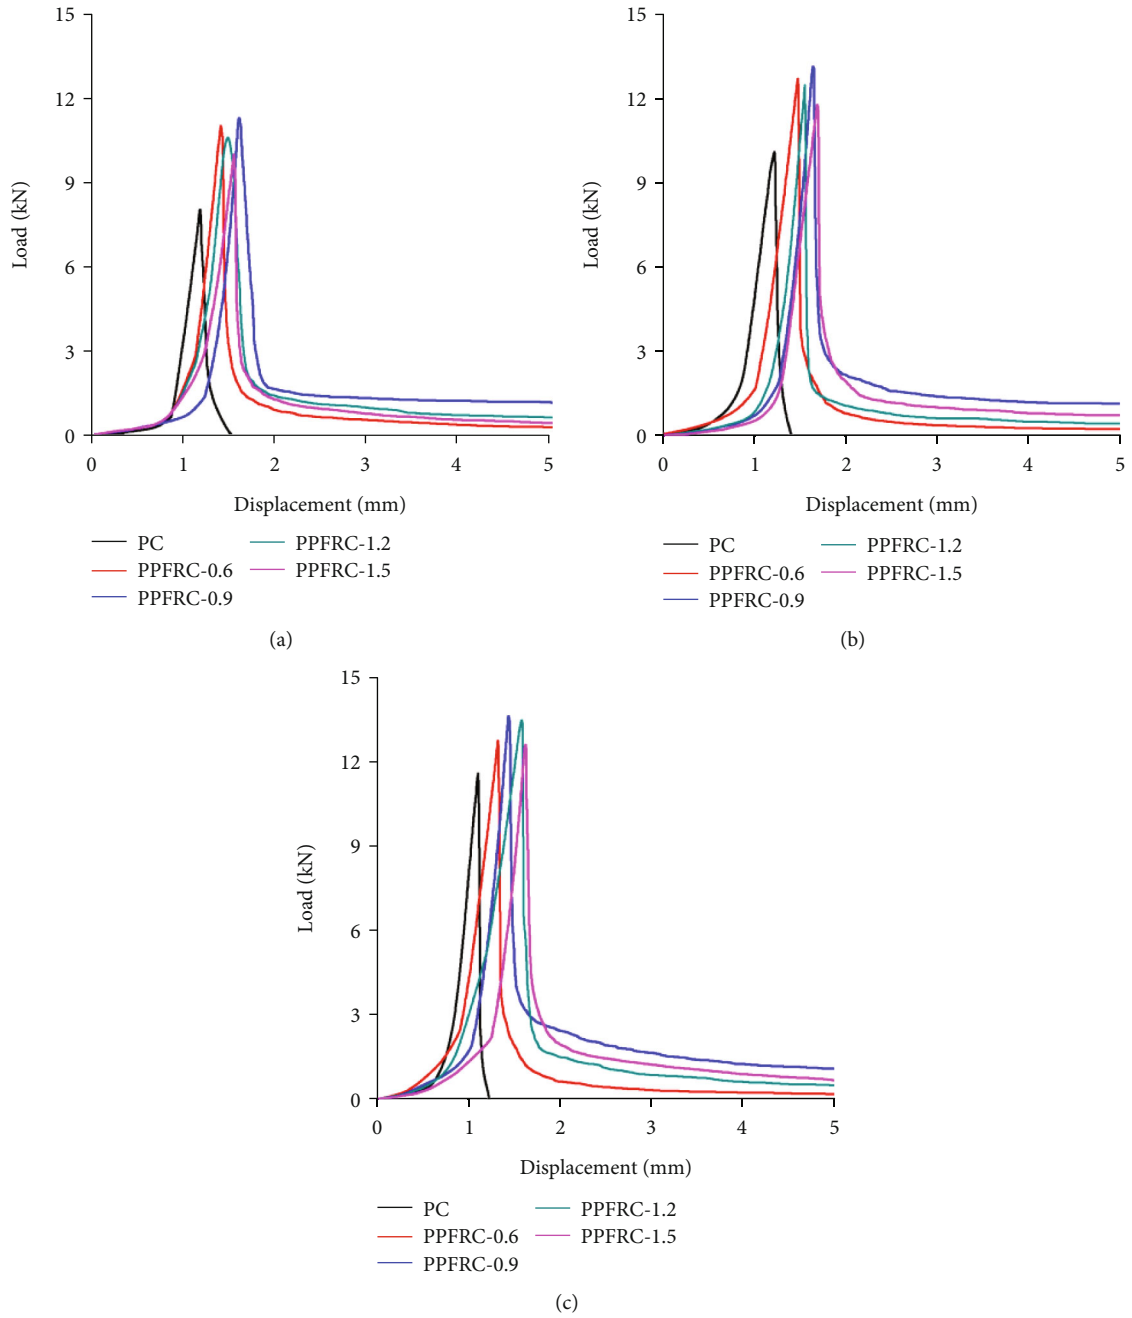 15
12
9
6
3
0
Load (kN)
0 1 2 3 4 5
Displacement (mm)
PC PPFRC-1.2
PPFRC-0.6 PPFRC-1.5
PPFRC-0.9
(a)
15
12
9
6
3
0
Load (kN)
0 1 2 3 4 5
Displacement (mm)
PC PPFRC-1.2
PPFRC-0.6 PPFRC-1.5
PPFRC-0.9
(b)
15
12
9
6
3
0
Load (kN)
0 1 2 3 4 5
Displacement (mm)
PC PPFRC-1.2
PPFRC-0.6 PPFRC-1.5
PPFRC-0.9
(c)